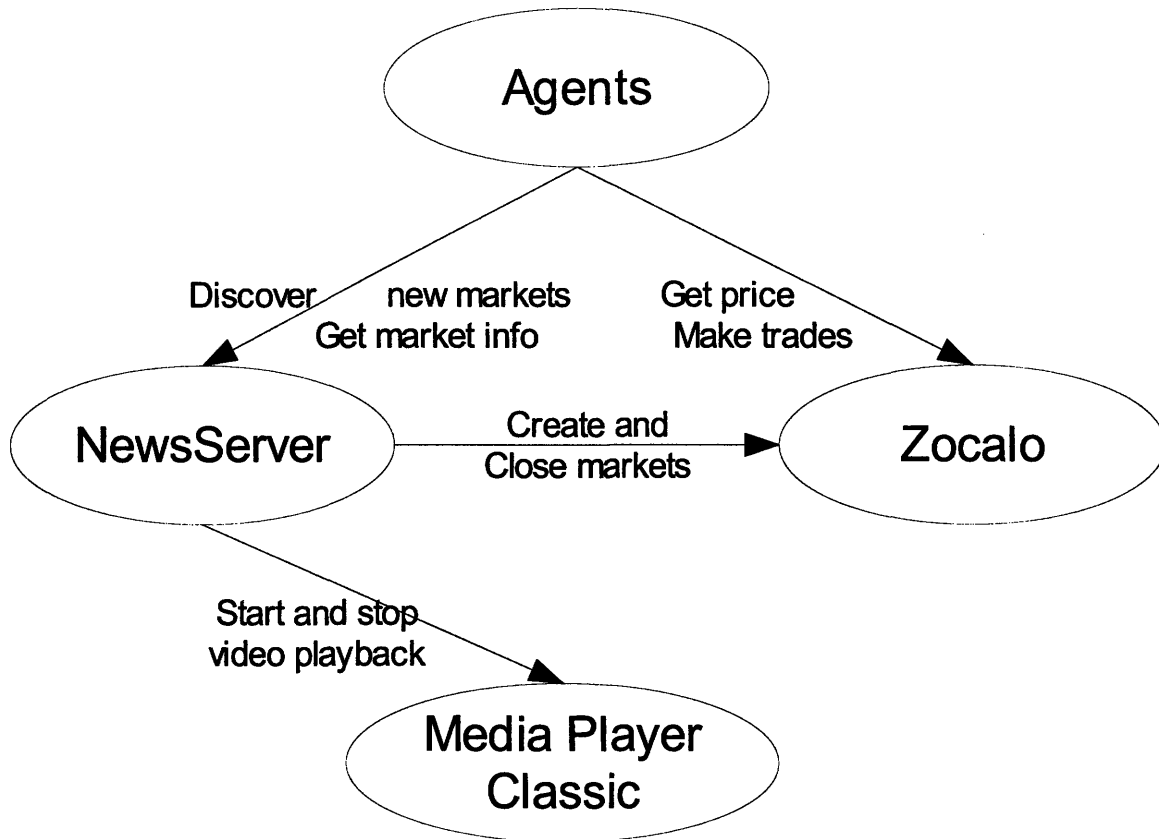 Agents
Discover new markets
Get market info
Get price
Make trades
NewsServer
Create and
Close markets
Zocalo
Start and stop
video playback
Media Player
Classic